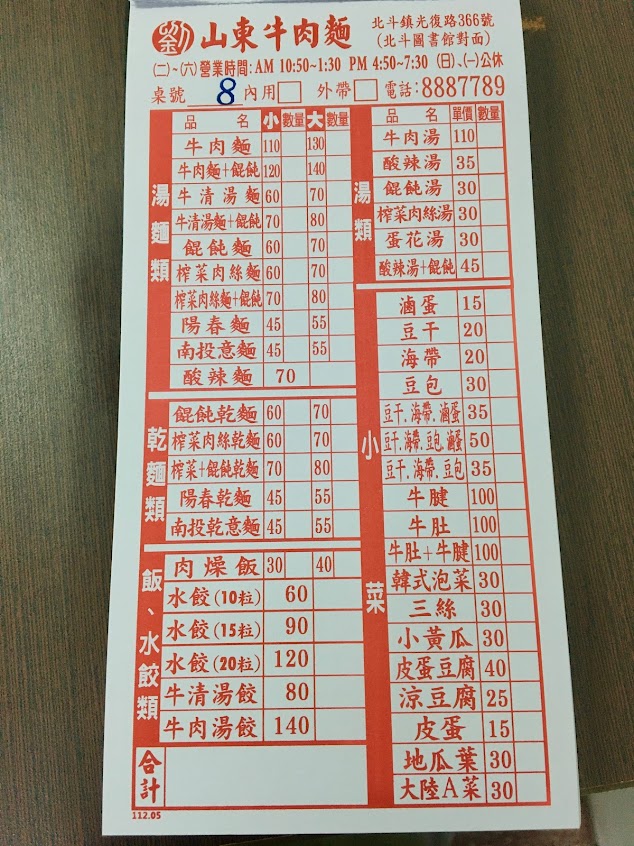 劉 山東牛肉麵
北斗鎮光復路366號
(北斗圖書館對面)
(二)~(六)營業時間:AM 10:50~1:30 PM 4:50~7:30 (日)、(一)公休
桌號 8 內用 外帶 電話:8887789
湯麵類
品名 小 數量 大 數量
牛肉麵 110 130
牛肉麵+餛飩 120 140
牛清湯麵 60 70
牛清湯麵+餛飩 70 80
餛飩麵 60 70
榨菜肉絲麵 60 70
榨菜肉絲麵+餛飩 70 80
陽春麵 45 55
南投意麵 45 55
酸辣麵 70
乾麵類
餛飩乾麵 60 70
榨菜肉絲乾麵 60 70
榨菜+餛飩乾麵 70 80
陽春乾麵 45 55
南投乾意麵 45 55
飯、水餃類
肉燥飯 30 40
水餃(10粒) 60
水餃(15粒) 90
水餃(20粒) 120
牛清湯餃 80
牛肉湯餃 140
合計
112.05
湯類
品名 單價 數量
牛肉湯 110
酸辣湯 35
餛飩湯 30
榨菜肉絲湯 30
蛋花湯 30
酸辣湯+餛飩 45
小菜
滷蛋 15
豆干 20
海帶 20
豆包 30
豆干.海帶.滷蛋 35
豆干.海帶.豆包.滷蛋 50
豆干.海帶.豆包 35
牛腱 100
牛肚 100
牛肚+牛腱 100
韓式泡菜 30
三絲 30
小黃瓜 30
皮蛋豆腐 40
涼豆腐 25
皮蛋 15
地瓜葉 30
大陸A菜 30